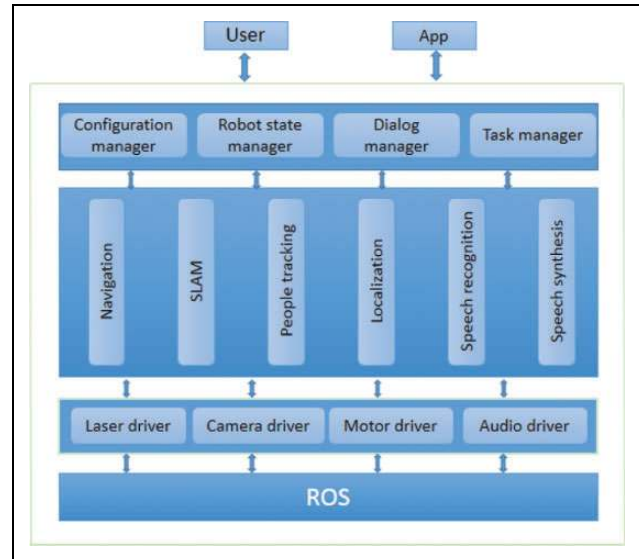 User
App
Configuration
manager
Robot state
manager
Dialog
manager
Task manager
Navigation
SLAM
People tracking
Localization
Speech recognition
Speech synthesis
Laser driver
Camera driver
Motor driver
Audio driver
ROS